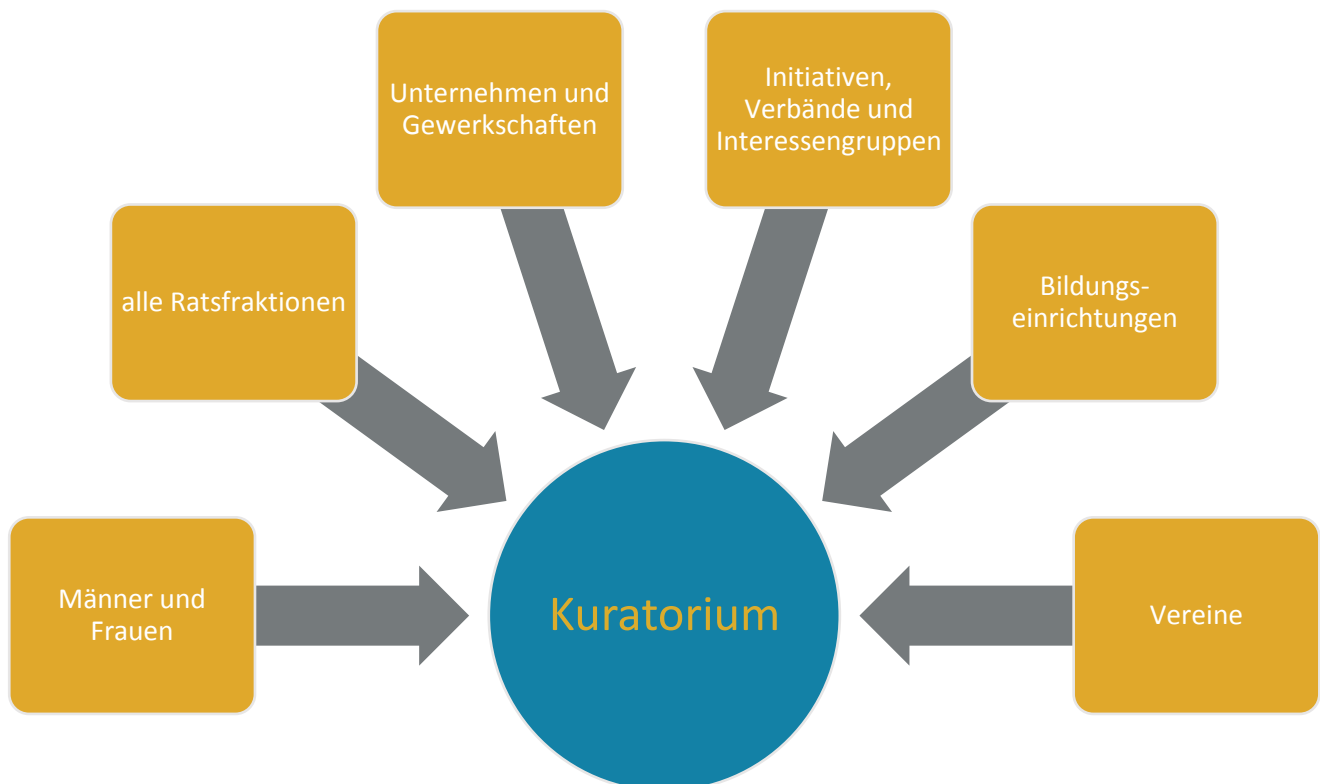 Unternehmen und
Gewerkschaften
Initiativen,
Verbände und
Interessengruppen
alle Ratsfraktionen
Bildungs-
einrichtungen
Männer und
Frauen
Kuratorium
Vereine